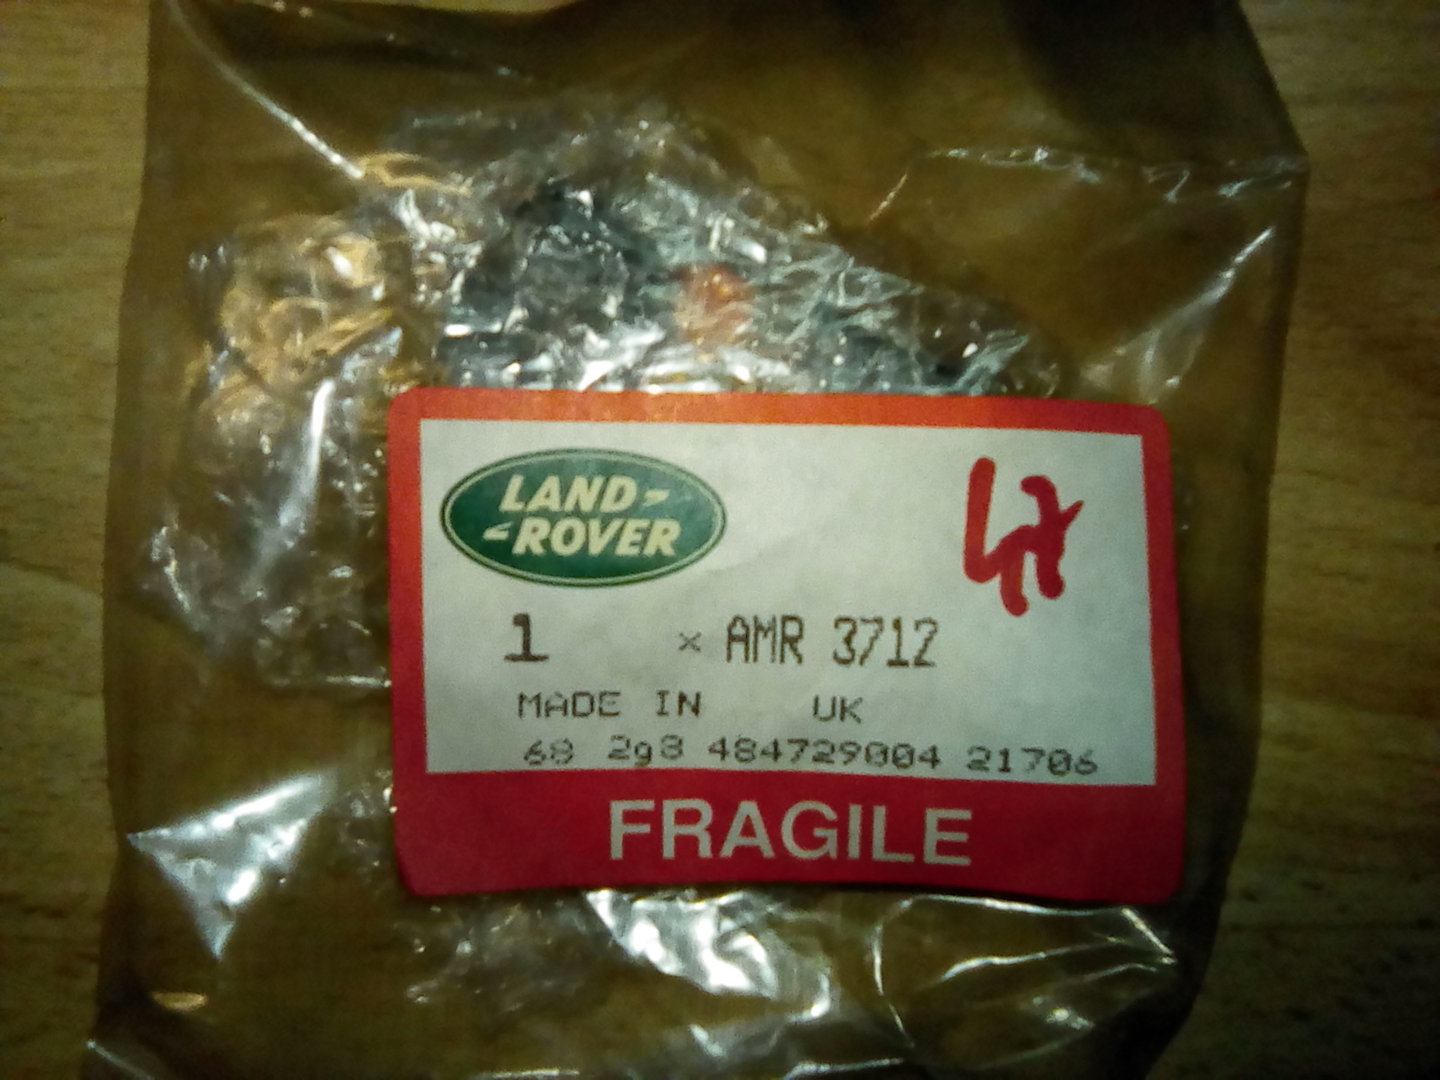 LAND-
-ROVER
1 × AMR 3712
MADE IN UK
68 2g8 484729004 21706
FRAGILE